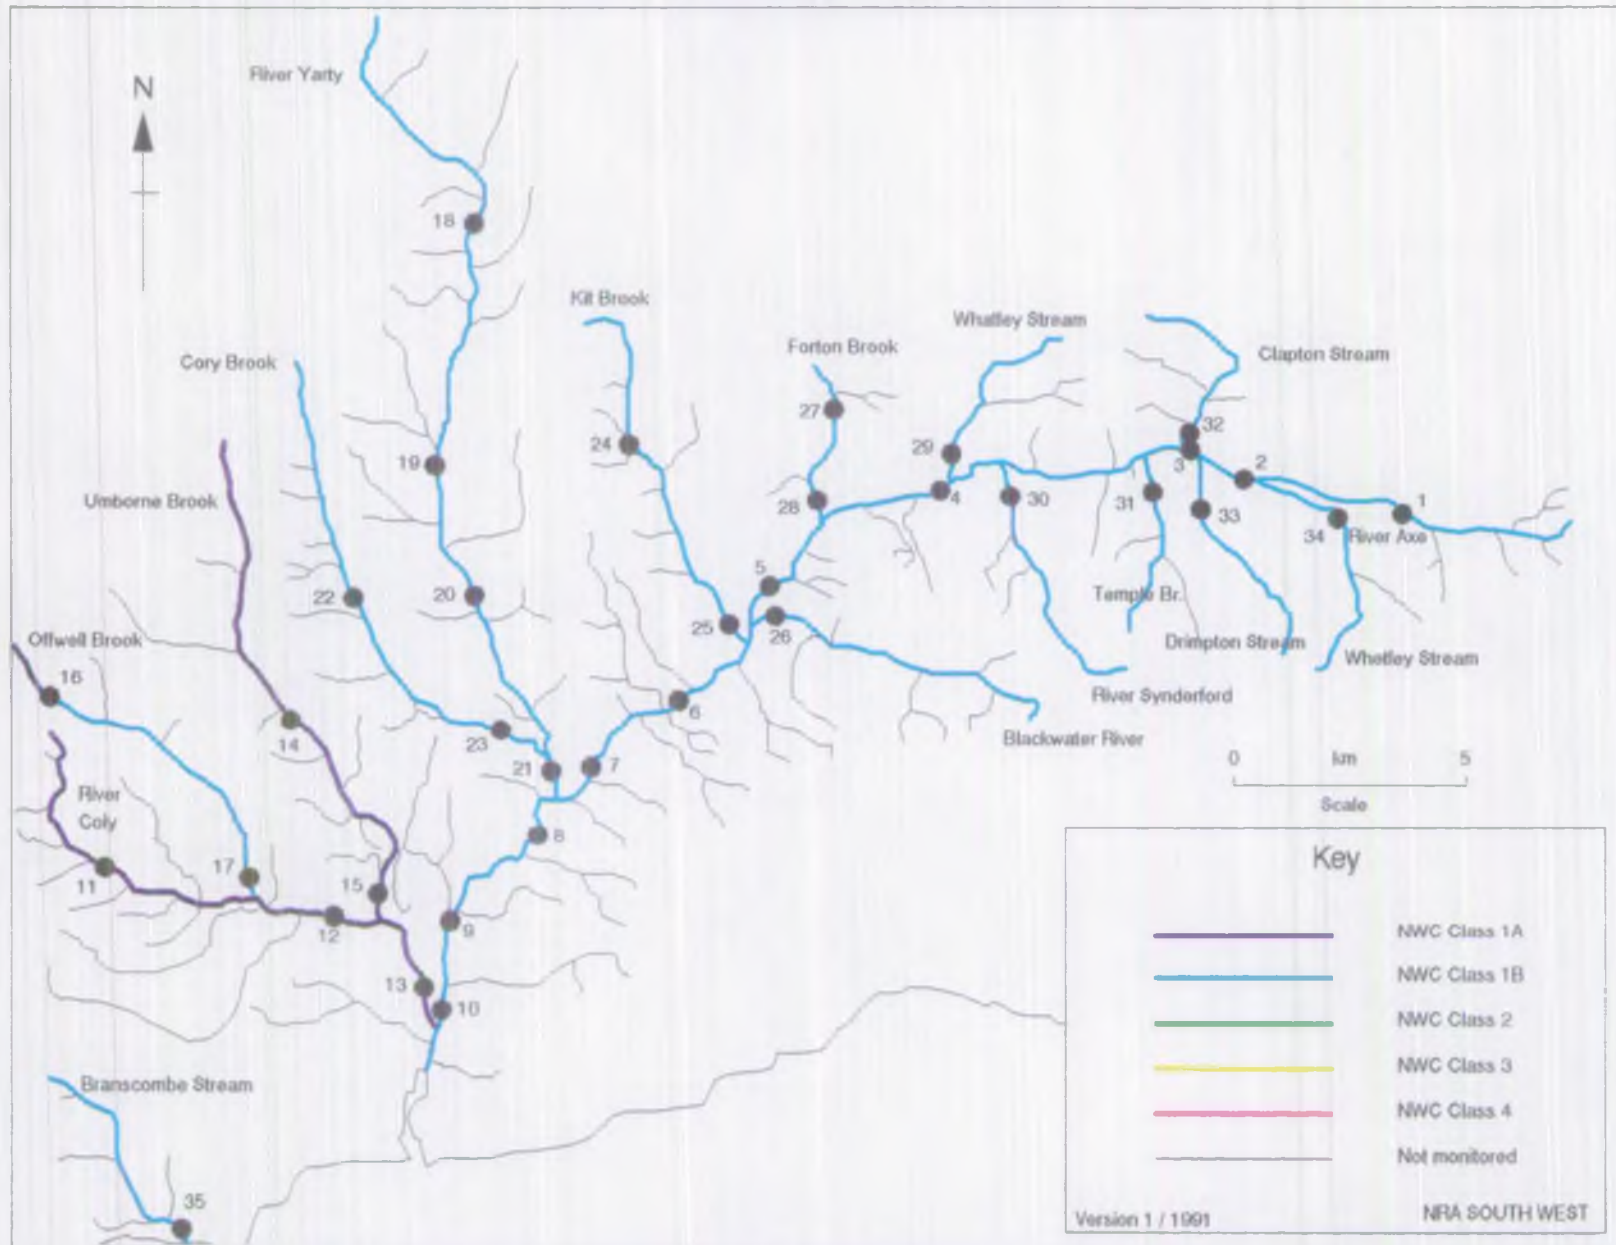 River Yarty
N
18
Kit Brook
Whatley Stream
Forton Brook
Clapton Stream
Cory Brook
27
32
24
29
2
19
3
1
Umborne Brook
28
4
30
31
33
34
River Axe
5
22
20
Temple Br.
25
26
Offwell Brook
Drimpton Stream
Whetley Stream
16
River Synderford
6
14
23
Blackwater River
21
7
0 km 5
Scale
River
Coly
8
17
11
15
12
9
13
10
Branscombe Stream
35
Key
NWC Class 1A
NWC Class 1B
NWC Class 2
NWC Class 3
NWC Class 4
Not monitored
Version 1 / 1991
NRA SOUTH WEST